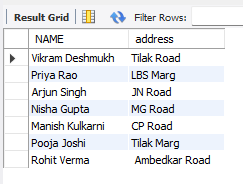 Result Grid Filter Rows:
NAME address
Vikram Deshmukh Tilak Road
Priya Rao LBS Marg
Arjun Singh JN Road
Nisha Gupta MG Road
Manish Kulkarni CP Road
Pooja Joshi Tilak Marg
Rohit Verma Ambedkar Road